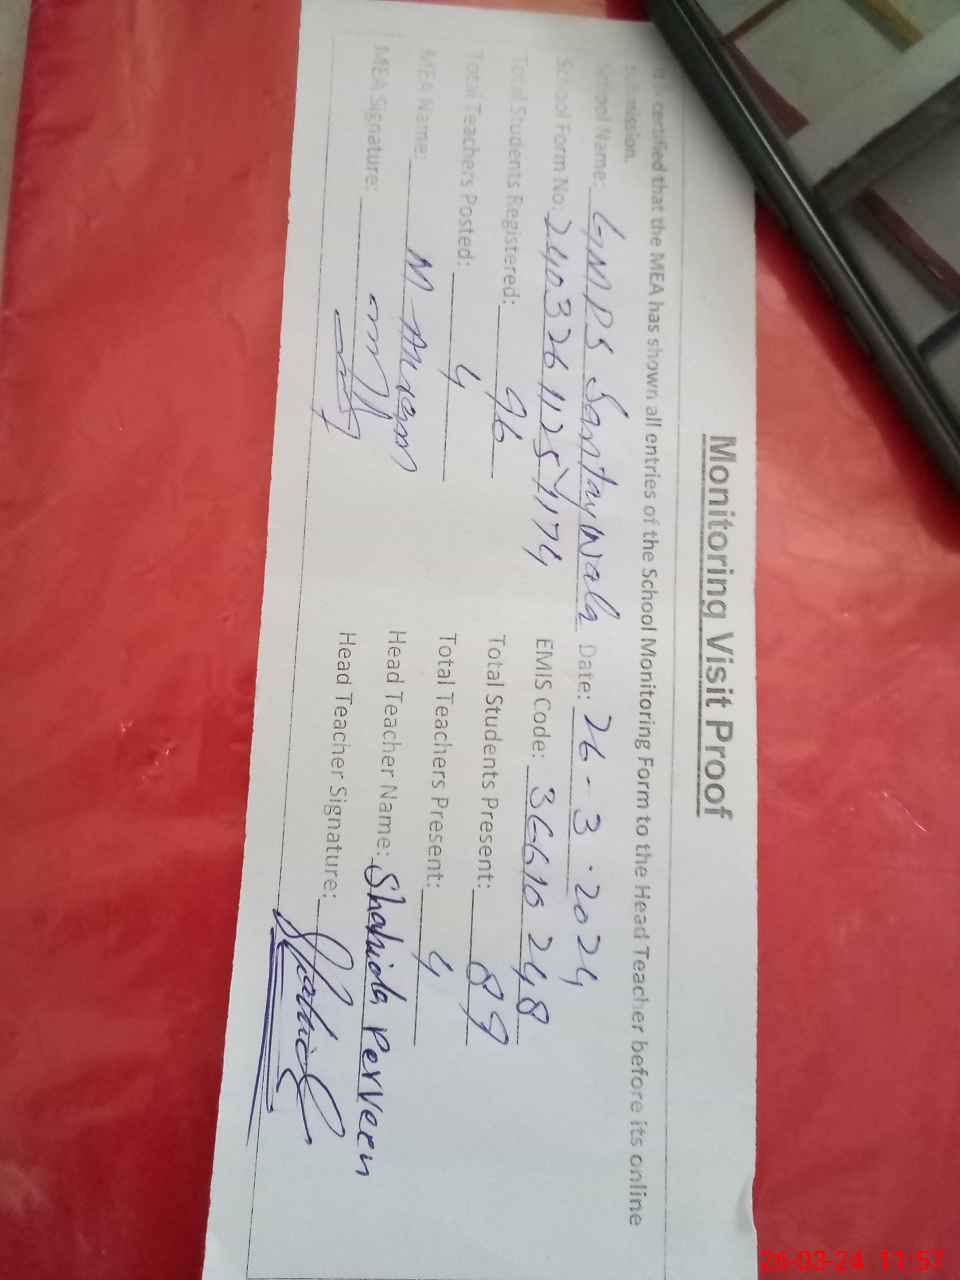 Monitoring Visit Proof
It is certified that the MEA has shown all entries of the School Monitoring Form to the Head Teacher before its online
submission.
School Name: GMPS Santay Wala Date: 26-3-2024
School Form No: EMIS Code: 36610248
Total Students Registered: 96 Total Students Present: 89
Total Teachers Posted: 4 Total Teachers Present: 4
MEA Name: M. Head Teacher Name: Shahida Perveen
MEA Signature: Head Teacher Signature: Shahida
26-03-24 11:57